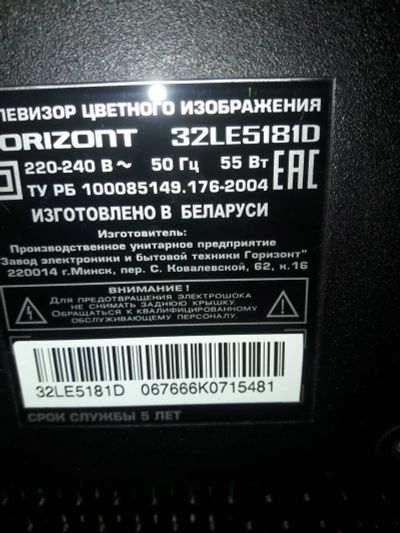 ЛЕВИЗОР ЦВЕТНОГО ИЗОБРАЖЕНИЯ
ORIZONT 32LE5181D
220-240 В ~ 50 Гц 55 Вт EAC
ТУ РБ 100085149.176-2004
ИЗГОТОВЛЕНО В БЕЛАРУСИ
Изготовитель:
Производственное унитарное предприятие
"Завод электроники и бытовой техники Горизонт"
220014 г.Минск, пер. С. Ковалевской, 62, к.16
ВНИМАНИЕ !
Для предотвращения электрошока
не снимать заднюю крышку.
Обращаться к квалифицированному
обслуживающему персоналу.
32LE5181D 067666K0715481
СРОК СЛУЖБЫ 5 ЛЕТ